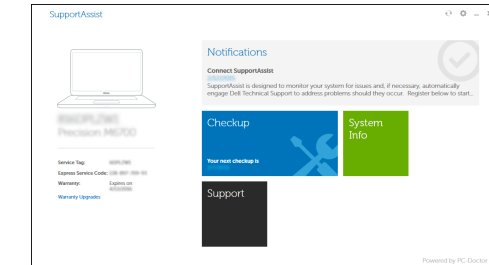 SupportAssist
Notifications
Connect SupportAssist
SupportAssist is designed to monitor your system for issues and, if necessary, automatically
engage Dell Technical Support to address problems should they occur. Register below to start...
Precision M6700
Checkup
System
Info
Service Tag:
Express Service Code:
Warranty: Expires on
Your next checkup is
Warranty Upgrades
Support
Powered by PC-Doctor